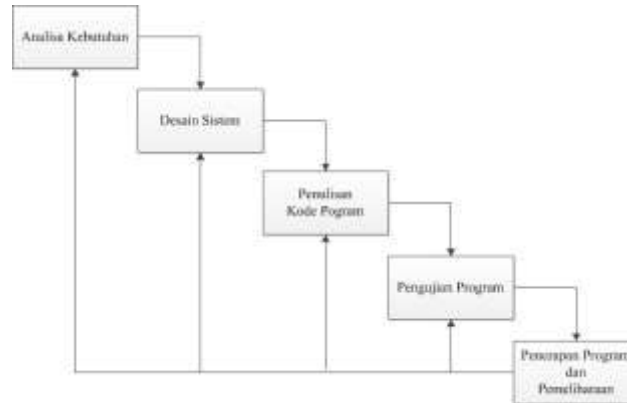 Analisa Kebutuhan
Desain Sistem
Penulisan
Kode Pogram
Pengujian Program
Penerapan Program
dan
Pemeliharaan